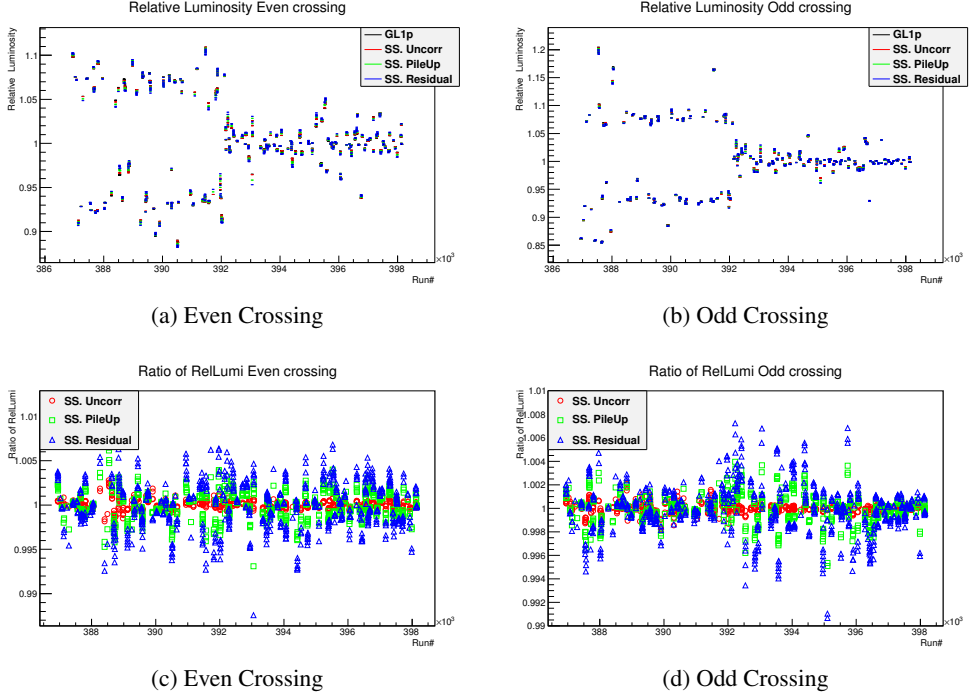 Relative Luminosity Even crossing
Relative Luminosity
GL1p
SS. Uncorr
SS. PileUp
SS. Residual
1.1
1.05
1
0.95
0.9
386
388
390
392
394
396
398
×10³
Run#
(a) Even Crossing
Relative Luminosity Odd crossing
Relative Luminosity
GL1p
SS. Uncorr
SS. PileUp
SS. Residual
1.2
1.15
1.1
1.05
1
0.95
0.9
0.85
386
388
390
392
394
396
398
×10³
Run#
(b) Odd Crossing
Ratio of RelLumi Even crossing
Ratio of RelLumi
SS. Uncorr
SS. PileUp
SS. Residual
1.01
1.005
1
0.995
0.99
388
390
392
394
396
398
×10³
Run#
(c) Even Crossing
Ratio of RelLumi Odd crossing
Ratio of RelLumi
SS. Uncorr
SS. PileUp
SS. Residual
1.01
1.008
1.006
1.004
1.002
1
0.998
0.996
0.994
0.992
0.99
388
390
392
394
396
398
×10³
Run#
(d) Odd Crossing